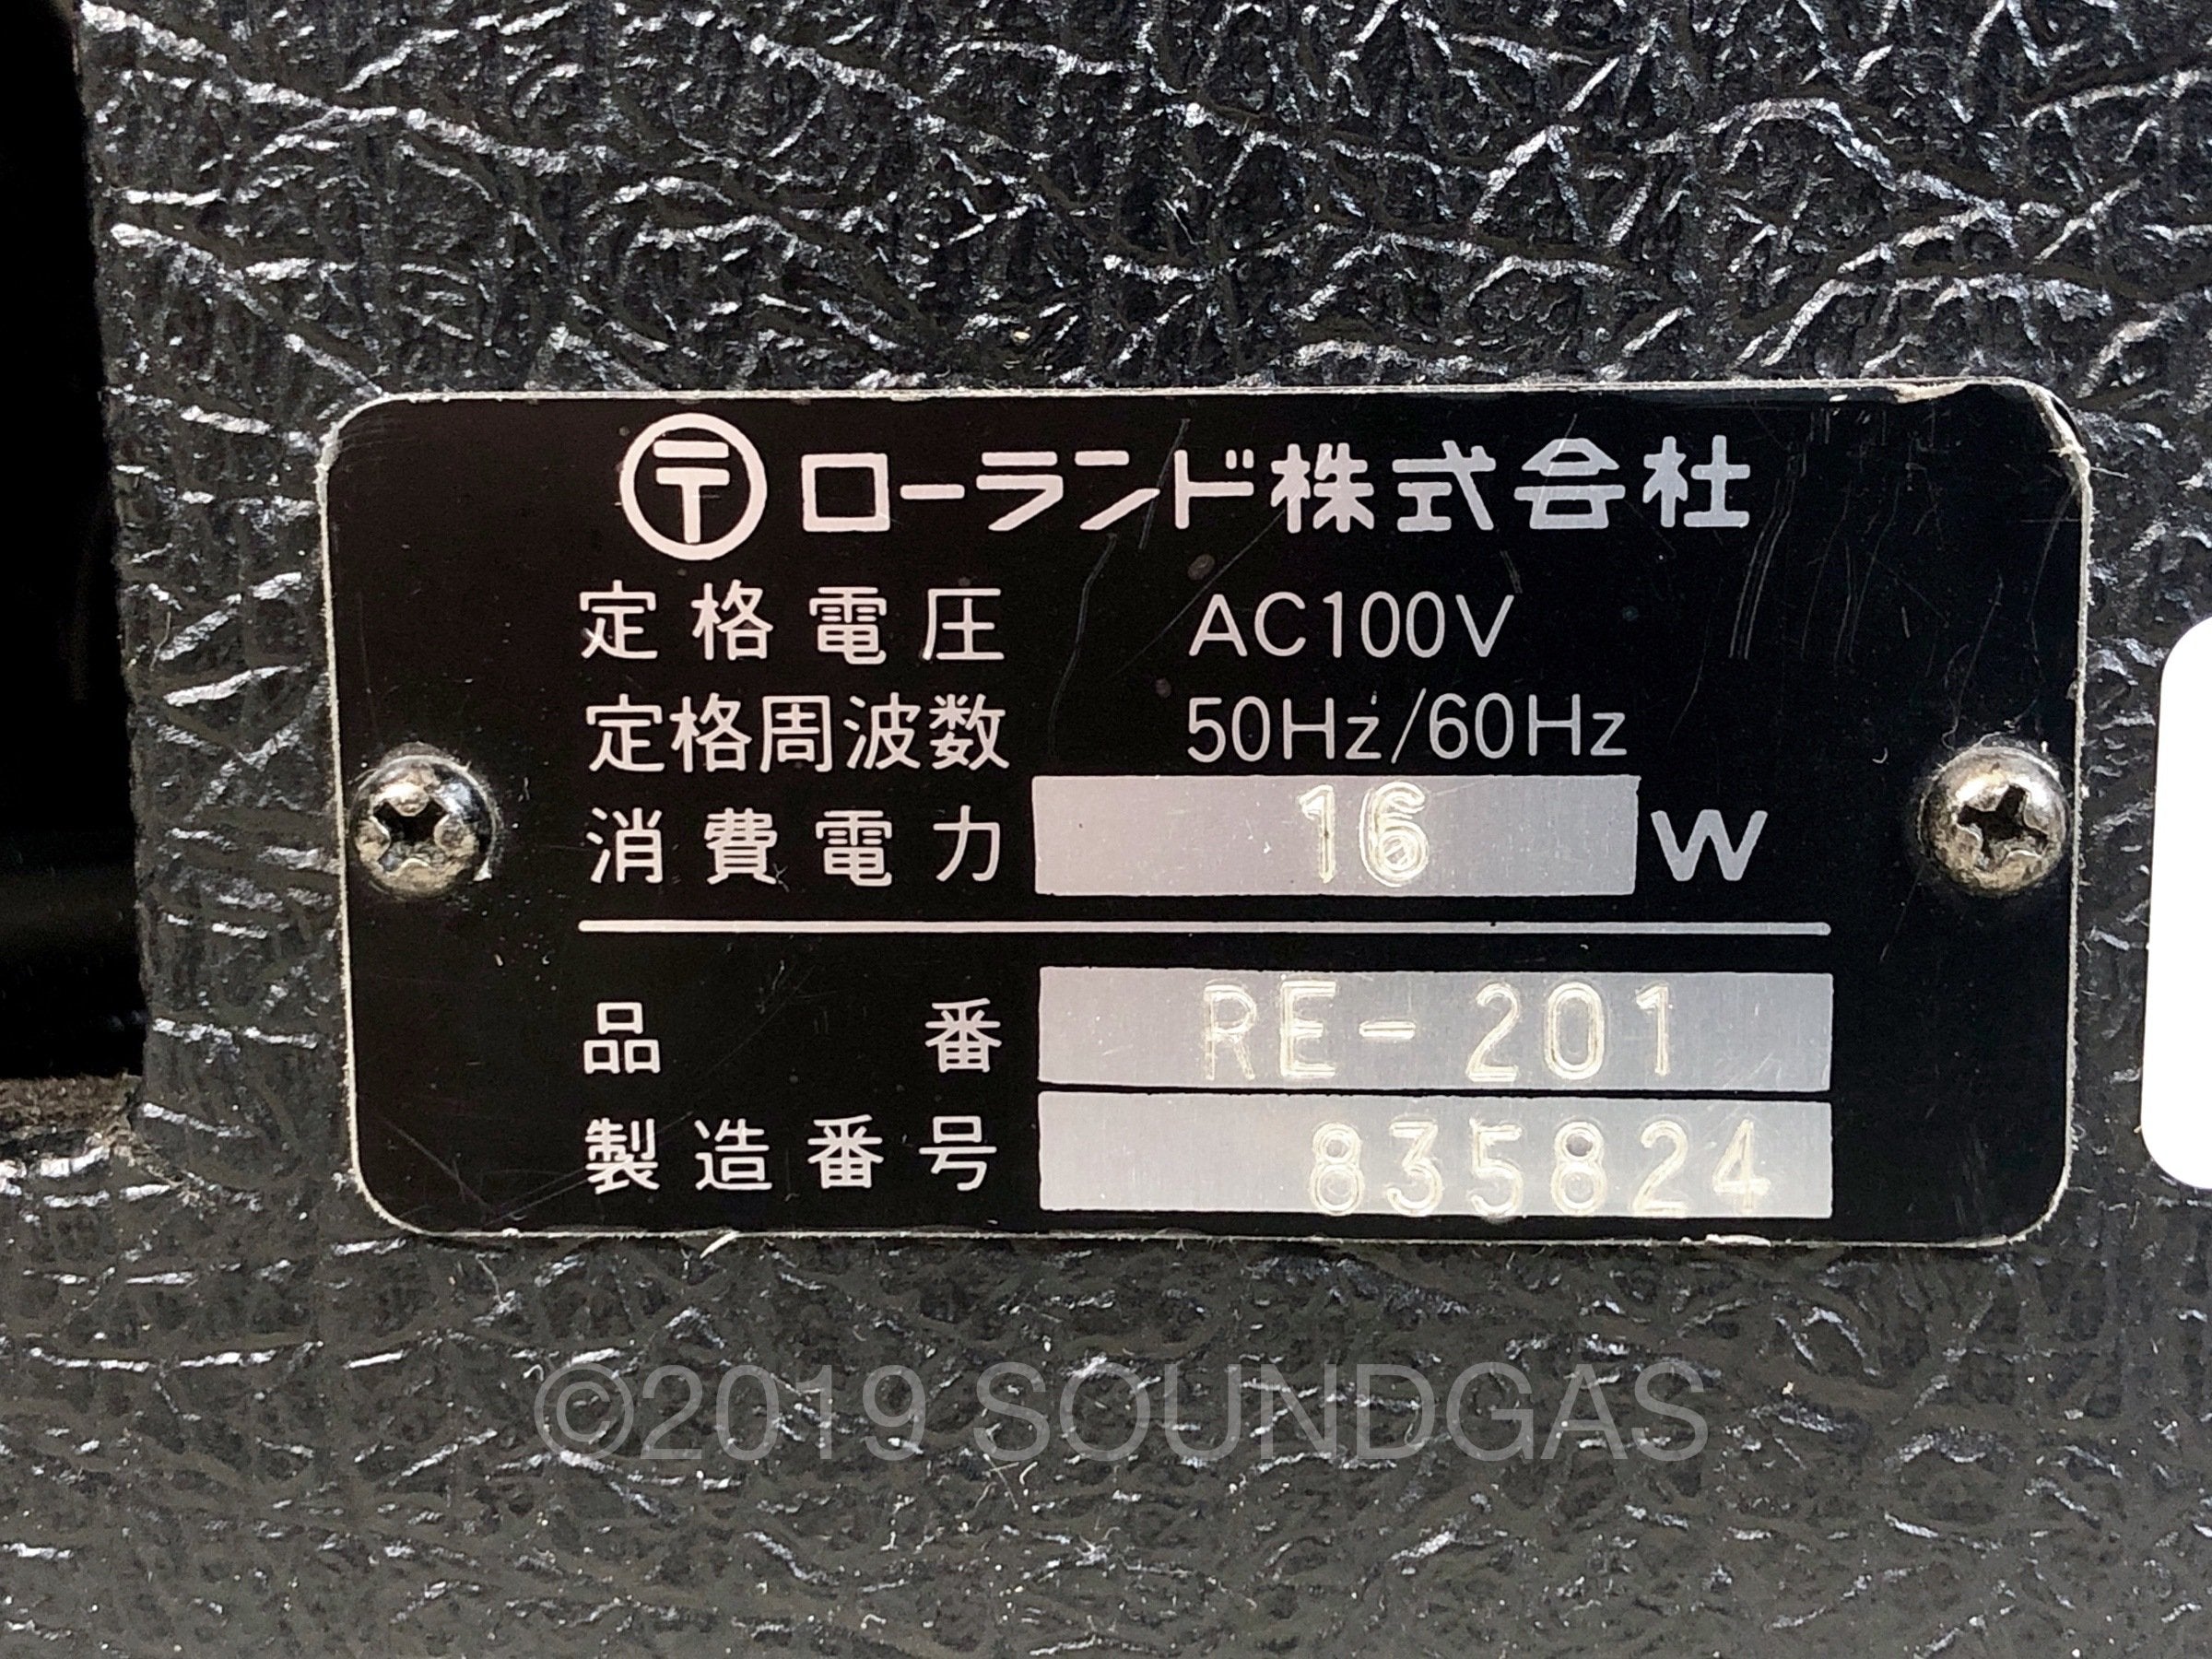 〒 ローランド株式会社
定格電圧 AC100V
定格周波数 50Hz/60Hz
消費電力 16 W
品番 RE-201
製造番号 835824
©2019 SOUNDGAS